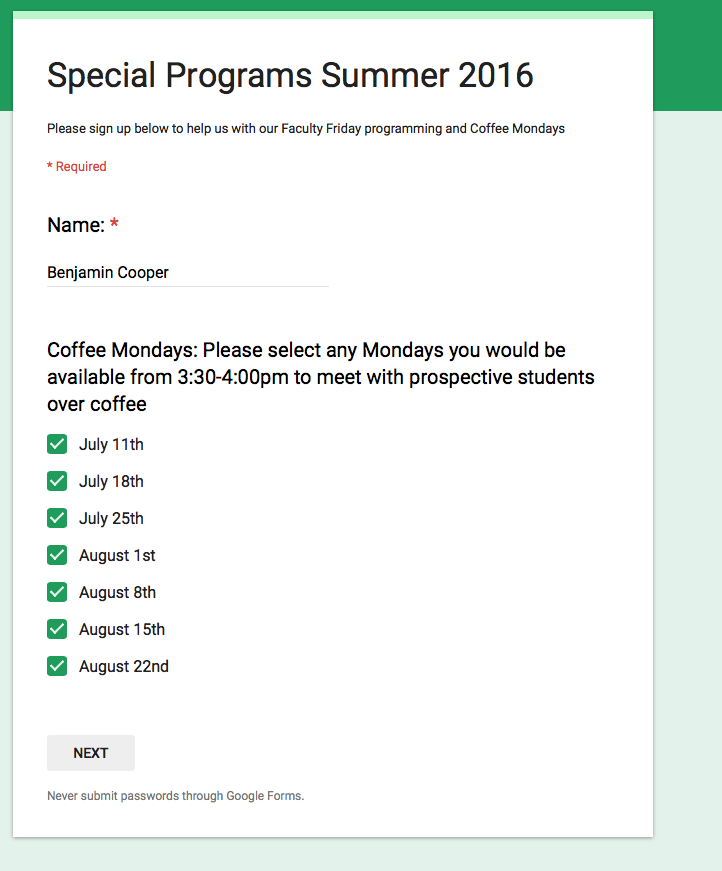 Special Programs Summer 2016
Please sign up below to help us with our Faculty Friday programming and Coffee Mondays
* Required
Name: *
Benjamin Cooper
Coffee Mondays: Please select any Mondays you would be
available from 3:30-4:00pm to meet with prospective students
over coffee
July 11th
July 18th
July 25th
August 1st
August 8th
August 15th
August 22nd
NEXT
Never submit passwords through Google Forms.